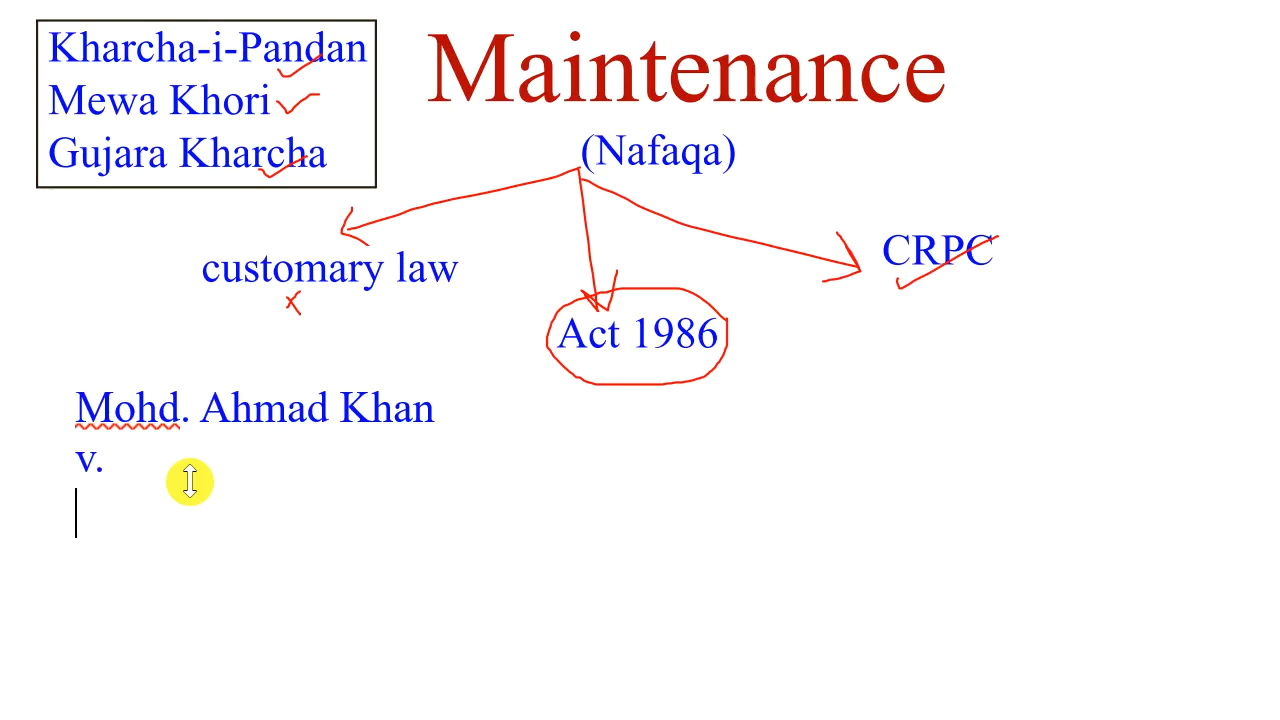 Kharcha-i-Pandan
Mewa Khori
Gujara Kharcha
Maintenance
(Nafaqa)
customary law
Act 1986
CRPC
Mohd. Ahmad Khan
v.